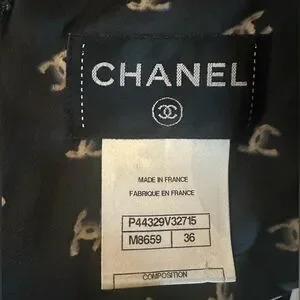 CHANEL
MADE IN FRANCE
FABRIQUE EN FRANCE
P44329V32715
M8659 36
COMPOSITION